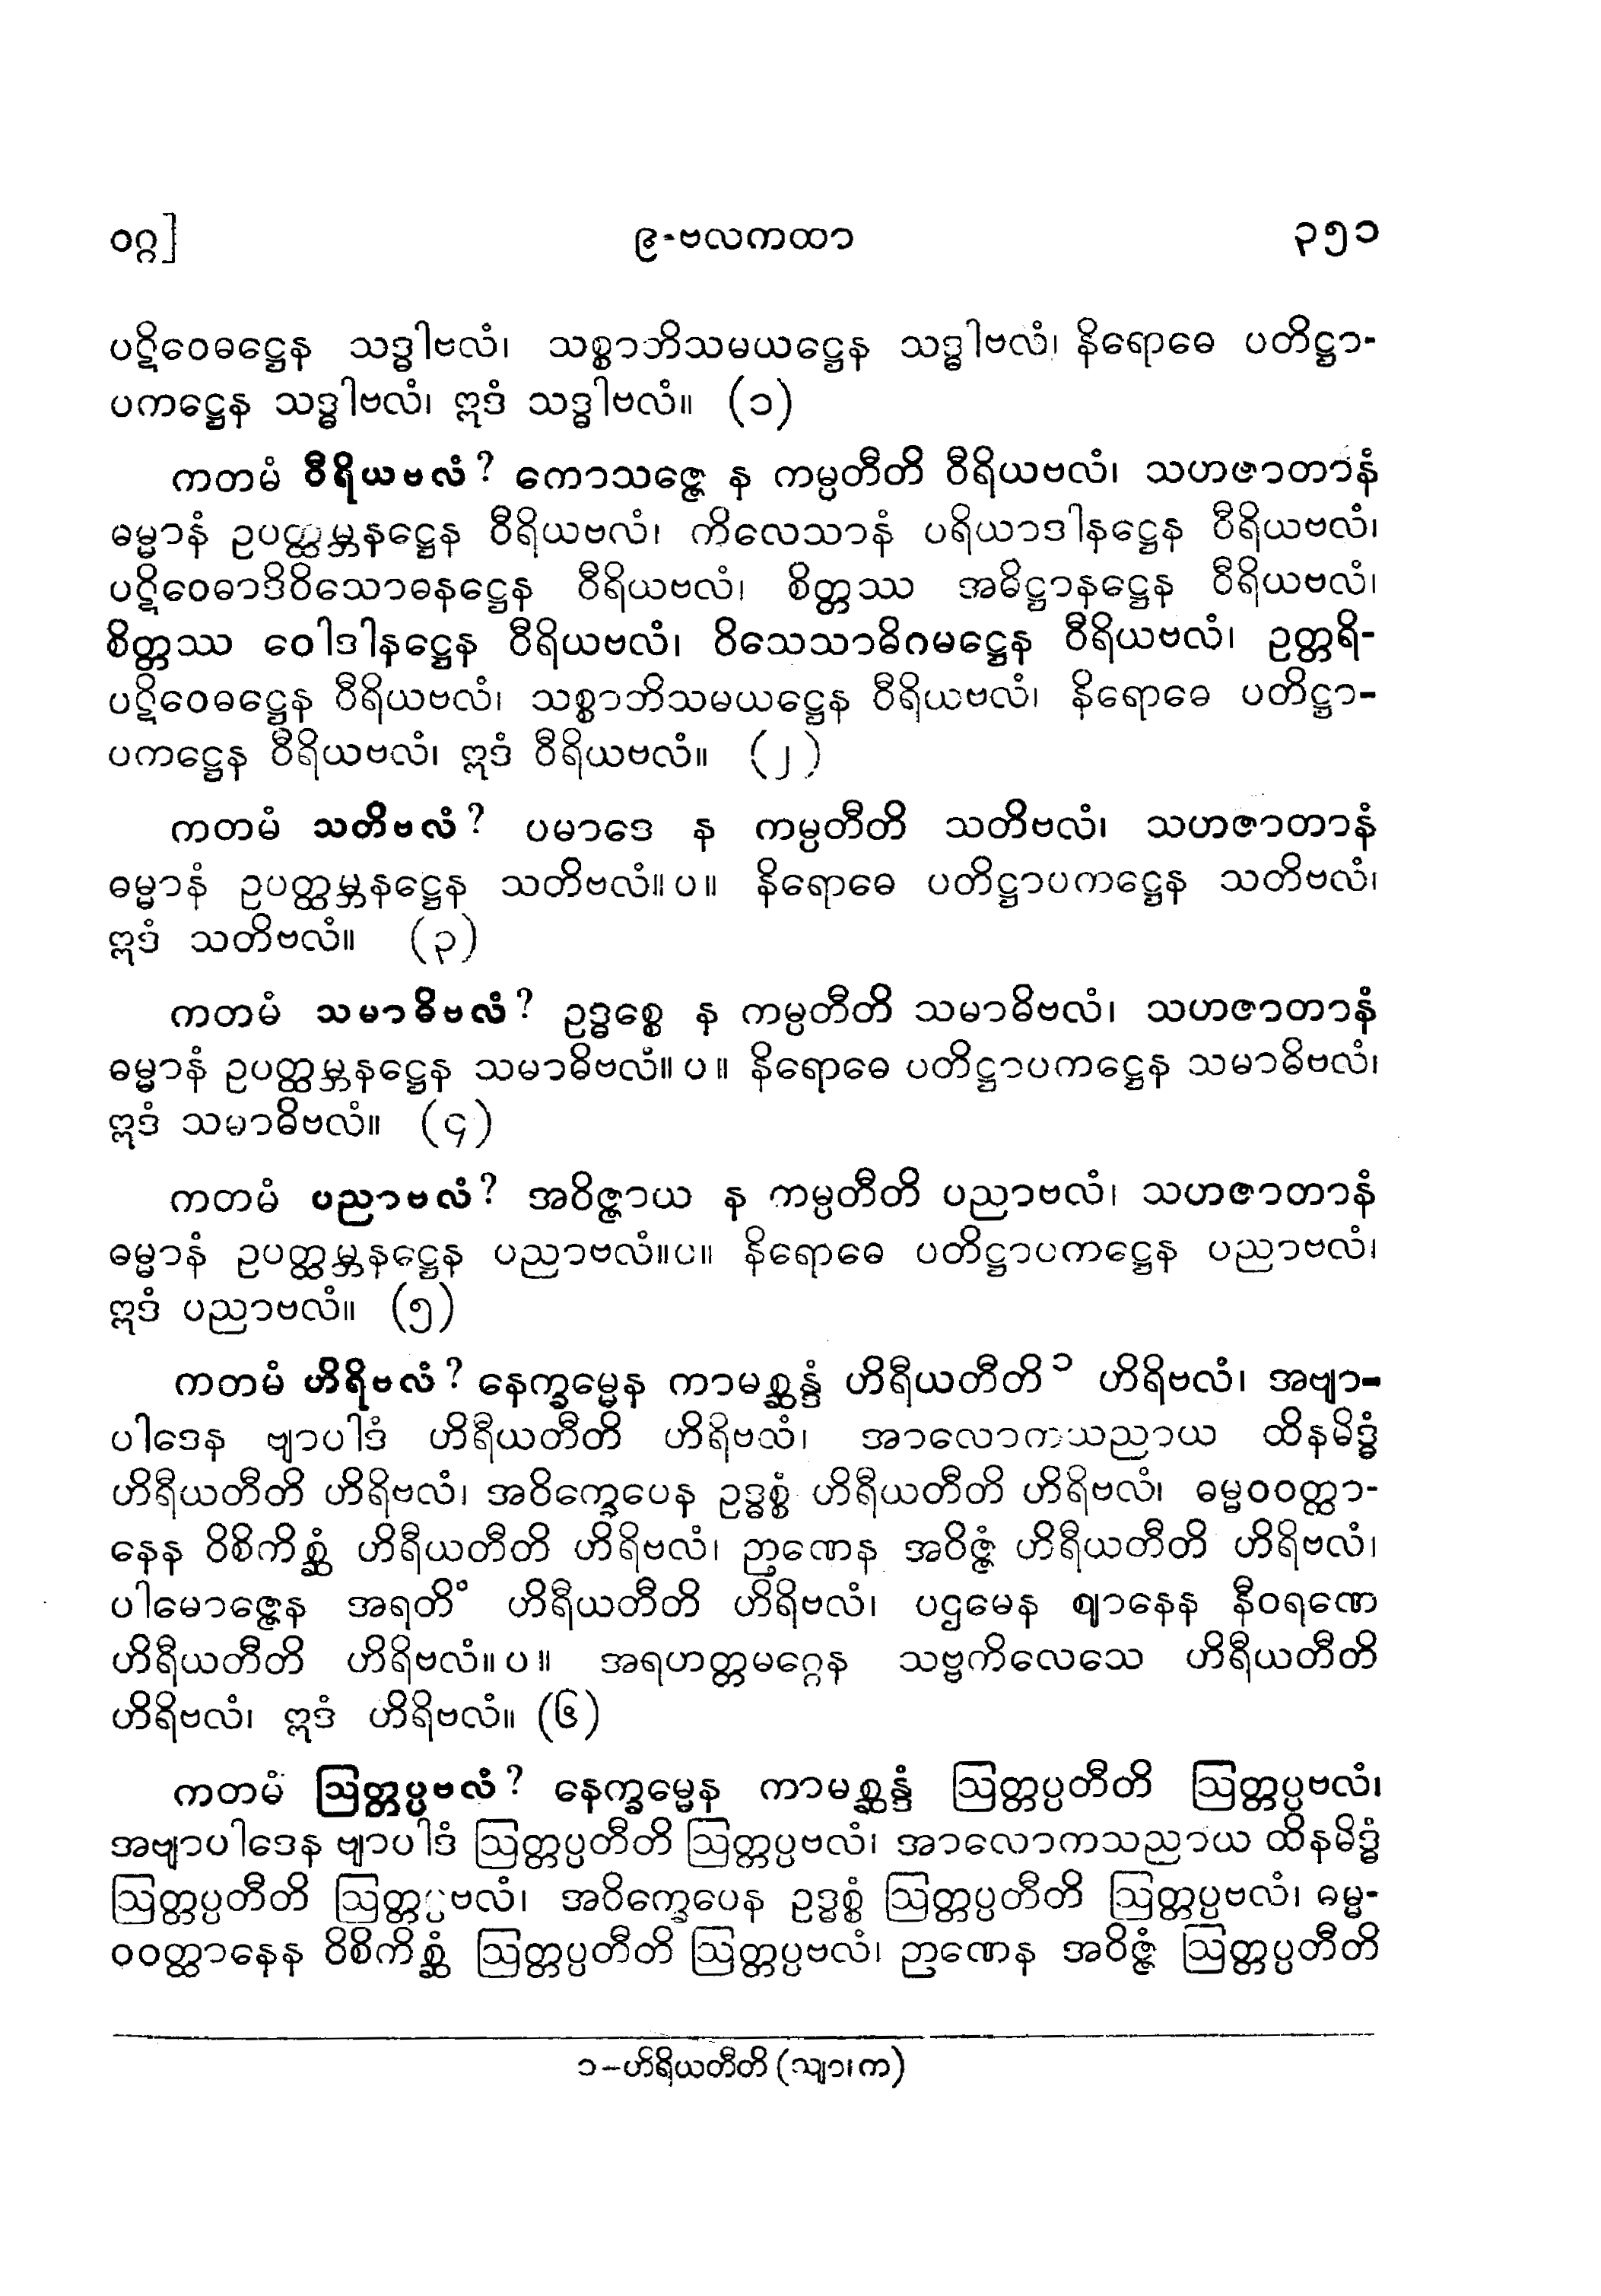 ဝဂ္ဂ] ၉-ဗလကထာ ၃၅၁
ပဋိဝေဓဋ္ဌေန သဒ္ဓါဗလံ၊ သစ္စာဘိသမယဋ္ဌေန သဒ္ဓါဗလံ၊ နိရောဓေ ပတိဋ္ဌာ-
ပကဋ္ဌေန သဒ္ဓါဗလံ၊ ဣဒံ သဒ္ဓါဗလံ။ (၁)
ကတမံ ဝီရိယဗလံ? ကောသဇ္ဇေ န ကမ္ပတီတိ ဝီရိယဗလံ၊ သဟဇာတာနံ
ဓမ္မာနံ ဥပတ္ထမ္ဘနဋ္ဌေန ဝီရိယဗလံ၊ ကိလေသာနံ ပရိယာဒါနဋ္ဌေန ဝီရိယဗလံ၊
ပဋိဝေဓာဒိဝိသောဓနဋ္ဌေန ဝီရိယဗလံ၊ စိတ္တဿ အဓိဋ္ဌာနဋ္ဌေန ဝီရိယဗလံ၊
စိတ္တဿ ဝေါဒါနဋ္ဌေန ဝီရိယဗလံ၊ ဝိသေသာဓိဂမဋ္ဌေန ဝီရိယဗလံ၊ ဥတ္တရိ-
ပဋိဝေဓဋ္ဌေန ဝီရိယဗလံ၊ သစ္စာဘိသမယဋ္ဌေန ဝီရိယဗလံ၊ နိရောဓေ ပတိဋ္ဌာ-
ပကဋ္ဌေန ဝီရိယဗလံ၊ ဣဒံ ဝီရိယဗလံ။ (၂)
ကတမံ သတိဗလံ? ပမာဒေ န ကမ္ပတီတိ သတိဗလံ၊ သဟဇာတာနံ
ဓမ္မာနံ ဥပတ္ထမ္ဘနဋ္ဌေန သတိဗလံ။ပ။ နိရောဓေ ပတိဋ္ဌာပကဋ္ဌေန သတိဗလံ၊
ဣဒံ သတိဗလံ။ (၃)
ကတမံ သမာဓိဗလံ? ဥဒ္ဓစ္စေ န ကမ္ပတီတိ သမာဓိဗလံ၊ သဟဇာတာနံ
ဓမ္မာနံ ဥပတ္ထမ္ဘနဋ္ဌေန သမာဓိဗလံ။ပ။ နိရောဓေ ပတိဋ္ဌာပကဋ္ဌေန သမာဓိဗလံ၊
ဣဒံ သမာဓိဗလံ။ (၄)
ကတမံ ပညာဗလံ? အဝိဇ္ဇာယ န ကမ္ပတီတိ ပညာဗလံ၊ သဟဇာတာနံ
ဓမ္မာနံ ဥပတ္ထမ္ဘနဋ္ဌေန ပညာဗလံ။ပ။ နိရောဓေ ပတိဋ္ဌာပကဋ္ဌေန ပညာဗလံ၊
ဣဒံ ပညာဗလံ။ (၅)
ကတမံ ဟိရိဗလံ? နေက္ခမ္မေန ကာမစ္ဆန္ဒံ ဟိရီယတီတိ၁ ဟိရိဗလံ၊ အဗျာ-
ပါဒေန ဗျာပါဒံ ဟိရီယတီတိ ဟိရိဗလံ၊ အာလောကသညာယ ထိနမိဒ္ဓံ
ဟိရီယတီတိ ဟိရိဗလံ၊ အဝိက္ခေပေန ဥဒ္ဓစ္စံ ဟိရီယတီတိ ဟိရိဗလံ၊ ဓမ္မဝဝတ္ထာ-
နေန ဝိစိကိစ္ဆံ ဟိရီယတီတိ ဟိရိဗလံ၊ ဉာဏေန အဝိဇ္ဇံ ဟိရီယတီတိ ဟိရိဗလံ၊
ပါမောဇ္ဇေန အရတိံ ဟိရီယတီတိ ဟိရိဗလံ၊ ပဌမေန ဈာနေန နီဝရဏေ
ဟိရီယတီတိ ဟိရိဗလံ။ပ။ အရဟတ္တမဂ္ဂေန သဗ္ဗကိလေသေ ဟိရီယတီတိ
ဟိရိဗလံ၊ ဣဒံ ဟိရိဗလံ။ (၆)
ကတမံ ဩတ္တပ္ပဗလံ? နေက္ခမ္မေန ကာမစ္ဆန္ဒံ ဩတ္တပ္ပတီတိ ဩတ္တပ္ပဗလံ၊
အဗျာပါဒေန ဗျာပါဒံ ဩတ္တပ္ပတီတိ ဩတ္တပ္ပဗလံ၊ အာလောကသညာယ ထိနမိဒ္ဓံ
ဩတ္တပ္ပတီတိ ဩတ္တပ္ပဗလံ၊ အဝိက္ခေပေန ဥဒ္ဓစ္စံ ဩတ္တပ္ပတီတိ ဩတ္တပ္ပဗလံ၊ ဓမ္မ-
ဝဝတ္ထာနေန ဝိစိကိစ္ဆံ ဩတ္တပ္ပတီတိ ဩတ္တပ္ပဗလံ၊ ဉာဏေန အဝိဇ္ဇံ ဩတ္တပ္ပတီတိ
၁-ဟိရိယတီတိ (သျာ၊က)